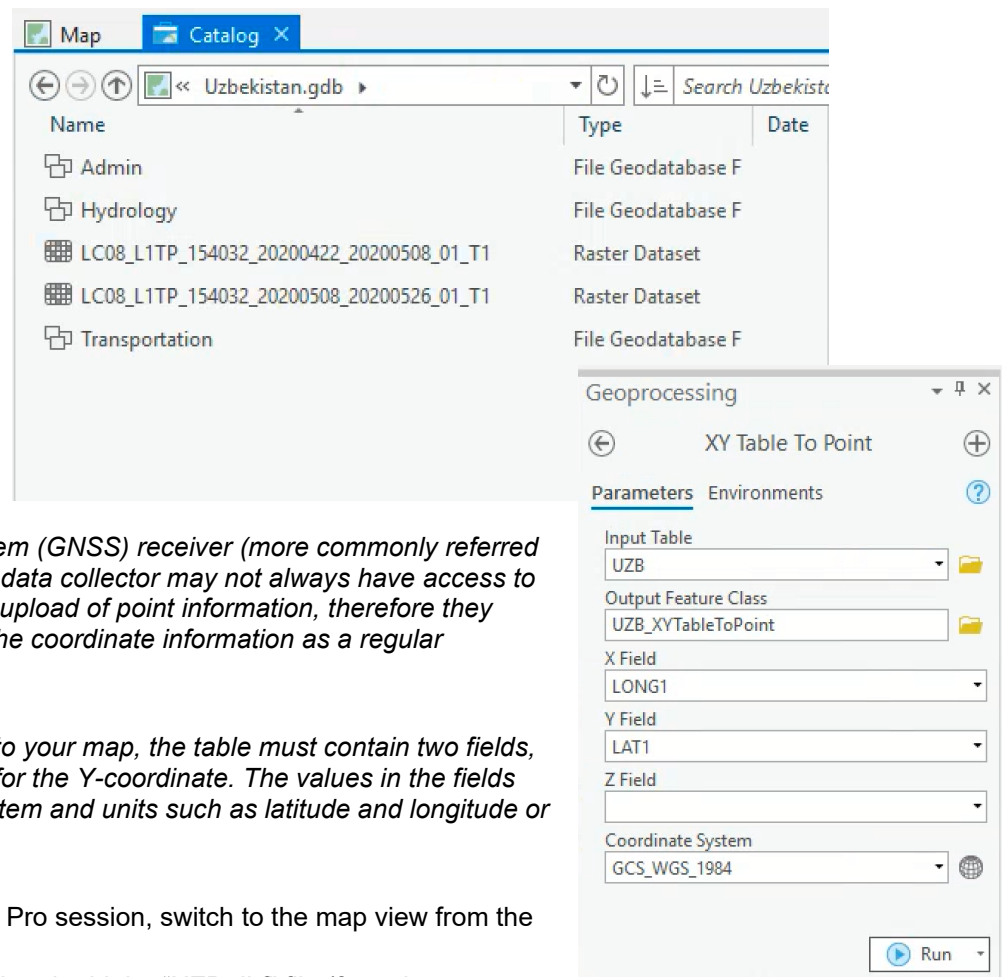 Map Catalog ×
« Uzbekistan.gdb
Search Uzbekista
Name Type Date
Admin File Geodatabase F
Hydrology File Geodatabase F
LC08_L1TP_154032_20200422_20200508_01_T1 Raster Dataset
LC08_L1TP_154032_20200508_20200526_01_T1 Raster Dataset
Transportation File Geodatabase F
Geoprocessing
XY Table To Point
Parameters Environments
Input Table
UZB
Output Feature Class
UZB_XYTableToPoint
X Field
LONG1
Y Field
LAT1
Z Field
Coordinate System
GCS_WGS_1984
Run
em (GNSS) receiver (more commonly referred
data collector may not always have access to
upload of point information, therefore they
he coordinate information as a regular
to your map, the table must contain two fields,
for the Y-coordinate. The values in the fields
tem and units such as latitude and longitude or
Pro session, switch to the map view from the